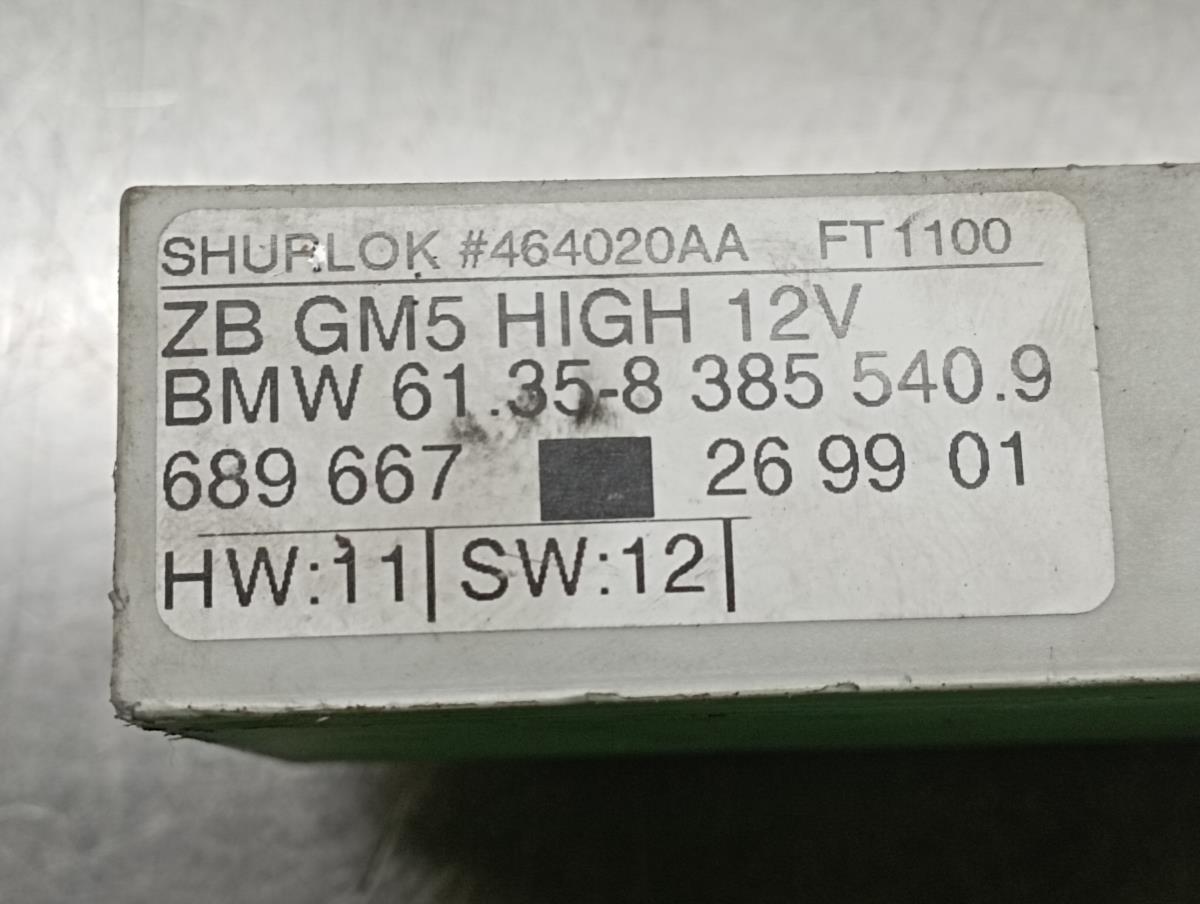 SHURLOK #464020AA FT1100
ZB GM5 HIGH 12V
BMW 61.35-8 385 540.9
689 667 26 99 01
HW:11 SW:12